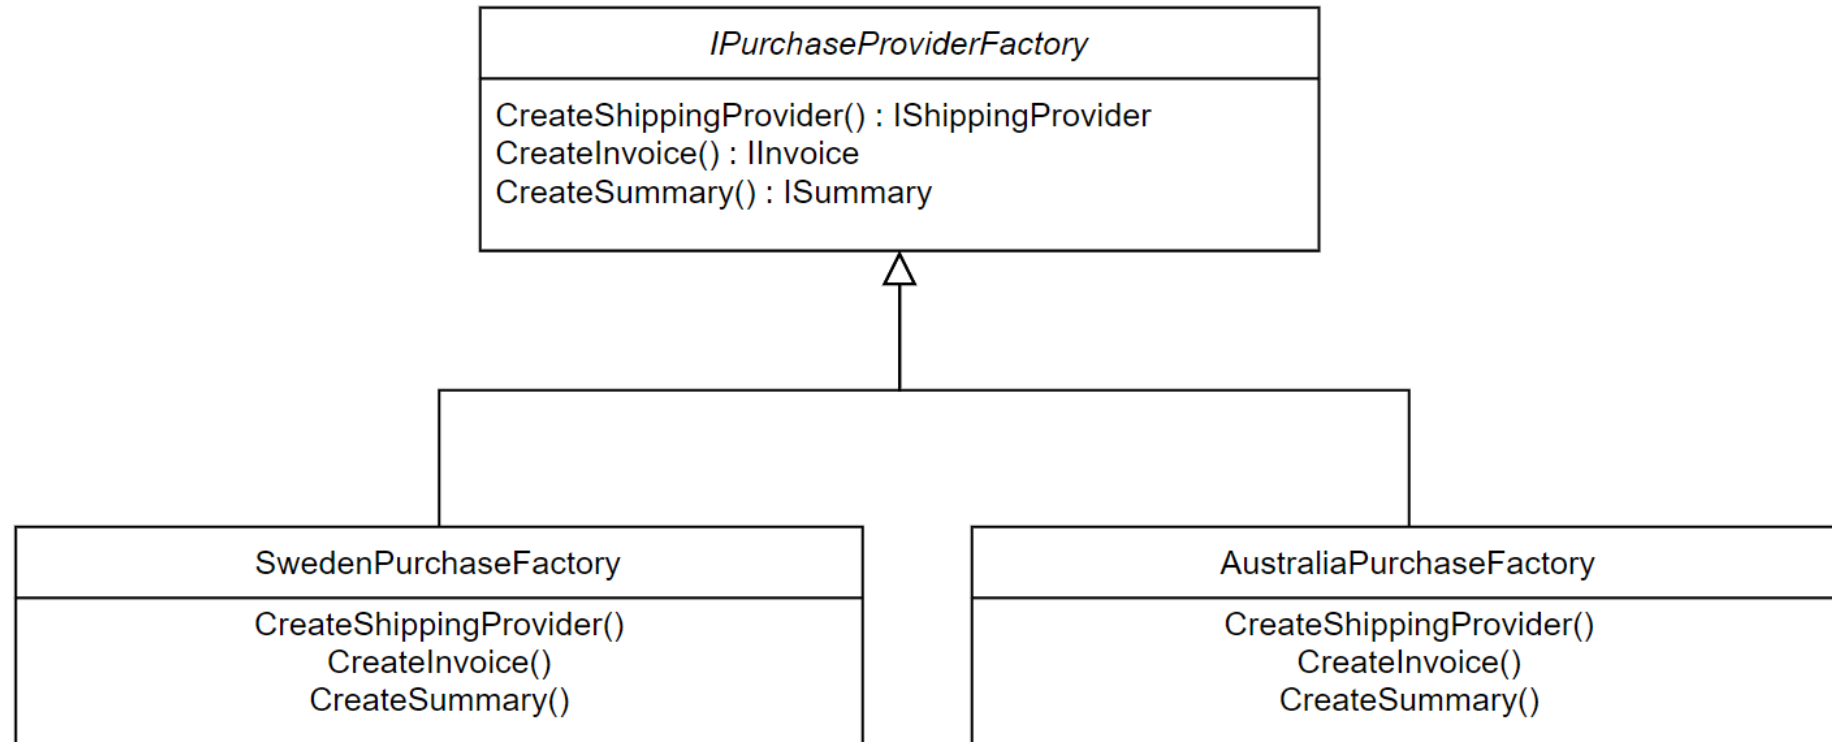 IPurchaseProviderFactory
CreateShippingProvider() : IShippingProvider
CreateInvoice() : IInvoice
CreateSummary() : ISummary
SwedenPurchaseFactory
CreateShippingProvider()
CreateInvoice()
CreateSummary()
AustraliaPurchaseFactory
CreateShippingProvider()
CreateInvoice()
CreateSummary()